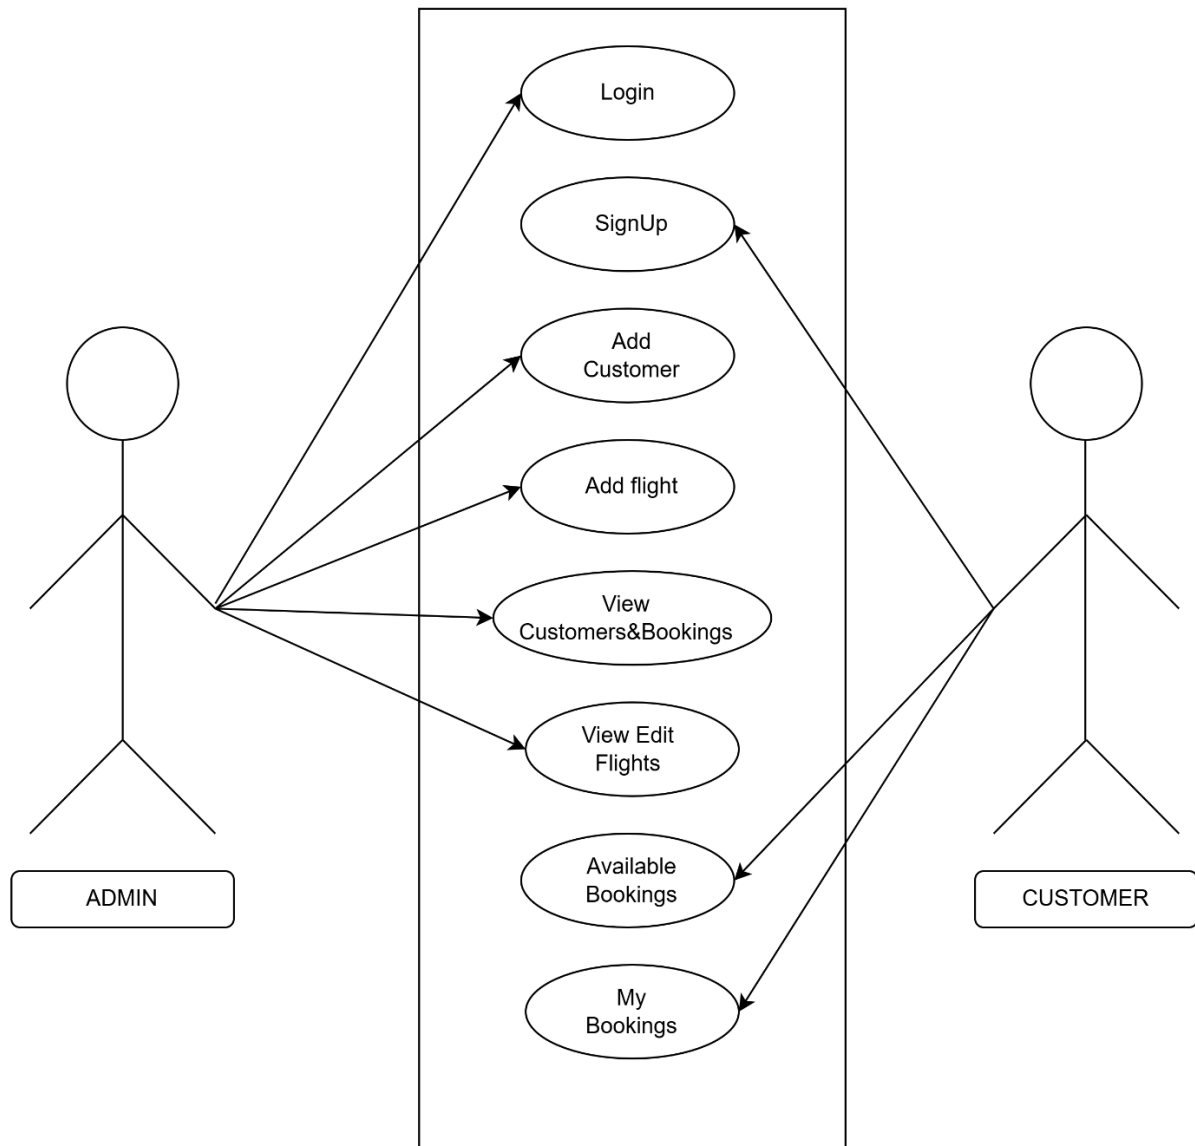 Login
SignUp
Add
Customer
Add flight
View
Customers&Bookings
View Edit
Flights
Available
Bookings
My
Bookings
ADMIN
CUSTOMER